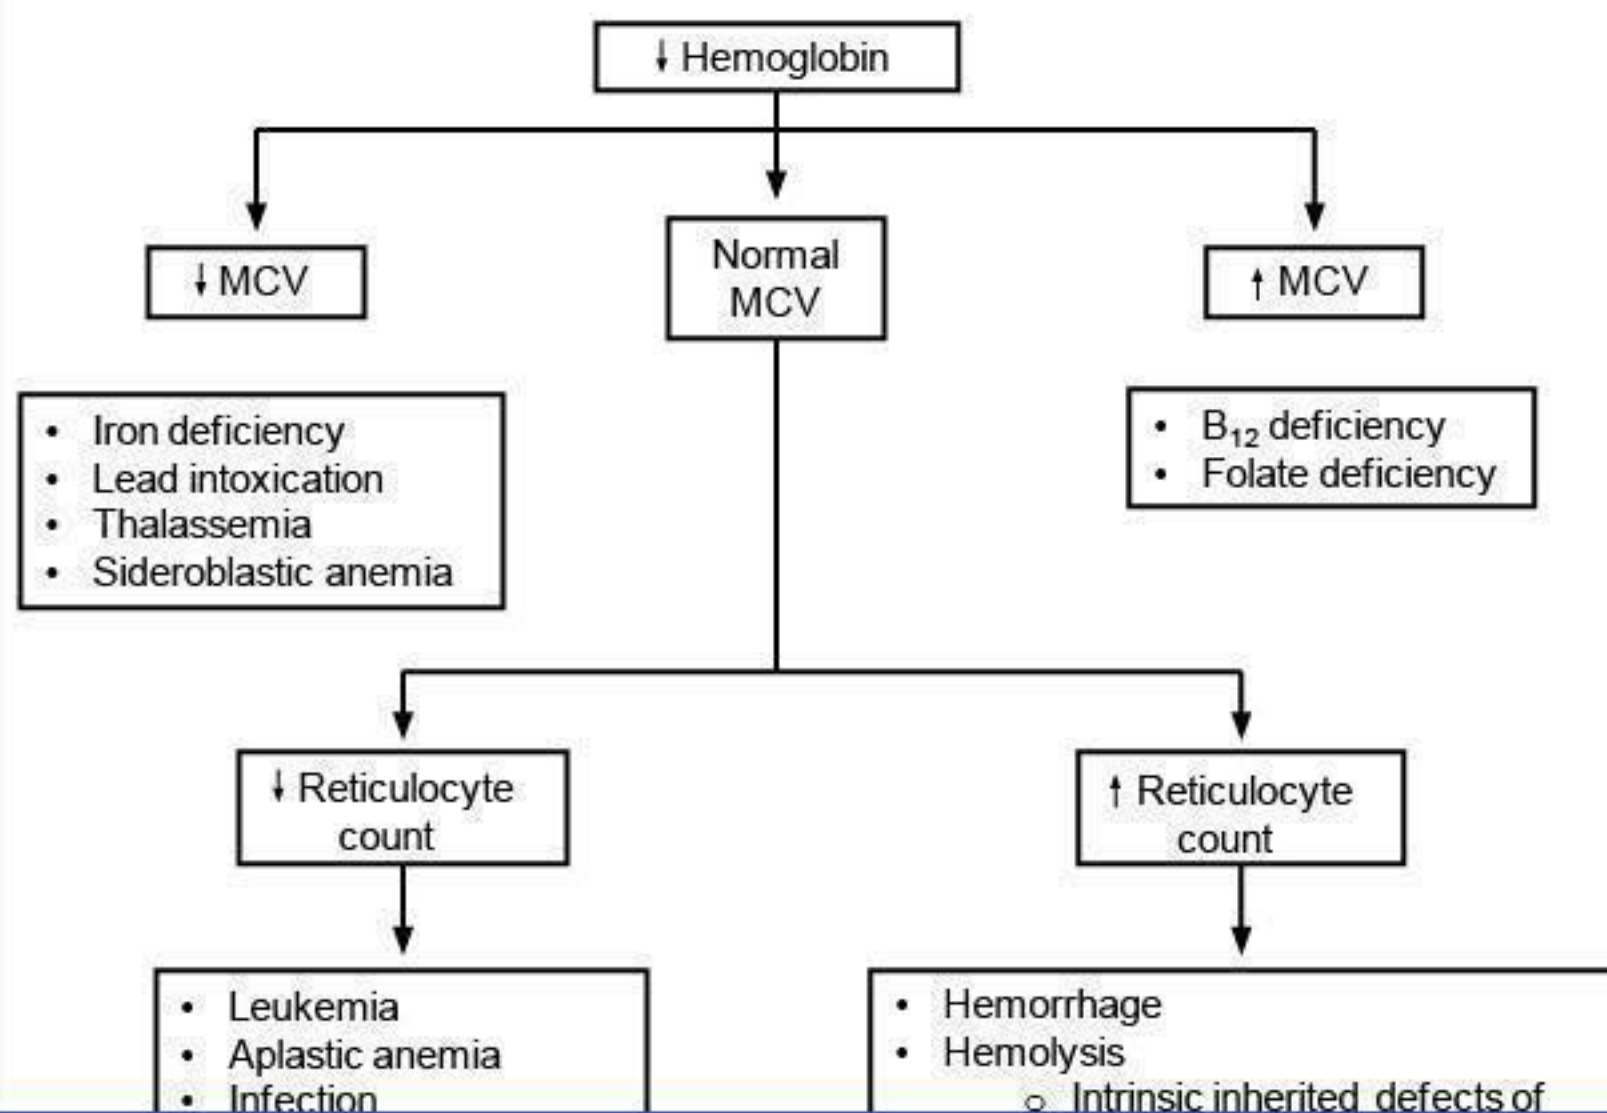 ↓ Hemoglobin
↓ MCV
Normal
MCV
↑ MCV
• Iron deficiency
• Lead intoxication
• Thalassemia
• Sideroblastic anemia
• B₁₂ deficiency
• Folate deficiency
↓ Reticulocyte
count
↑ Reticulocyte
count
• Leukemia
• Aplastic anemia
• Infection
• Hemorrhage
• Hemolysis
o Intrinsic inherited defects of